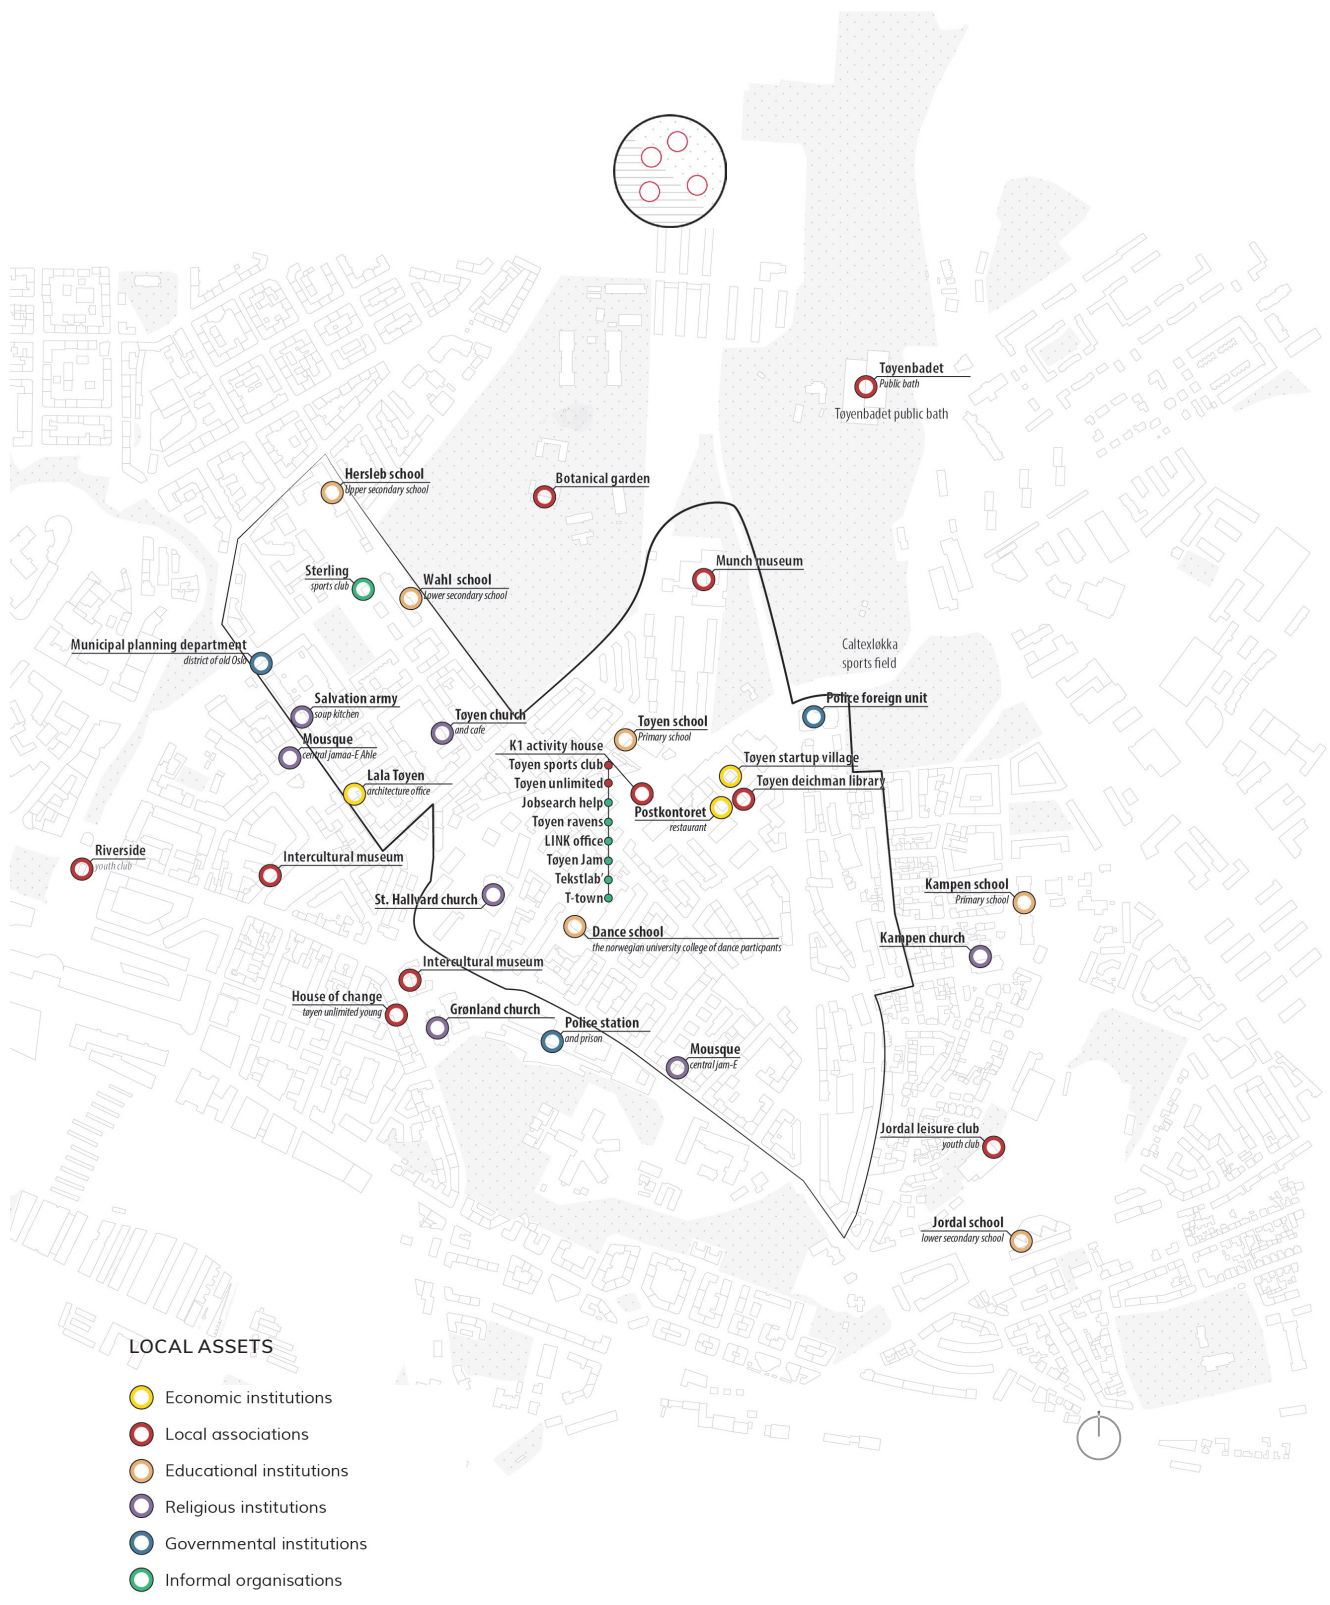 Tøyenbadet
Public bath
Tøyenbadet public bath
Hersleb school
Upper secondary school
Botanical garden
Munch museum
Sterling
sports club
Wahl school
Lower secondary school
Caltexløkka
sports field
Municipal planning department
district of old Oslo
Salvation army
soup kitchen
Police foreign unit
Tøyen church
and cafe
Tøyen school
Primary school
Mousque
central jamaa-E Ahle
K1 activity house
Tøyen sports club
Tøyen unlimited
Jobsearch help
Tøyen ravens
LINK office
Tøyen Jam
Tekstlab'
T-town
Tøyen startup village
Tøyen deichman library
Lala Tøyen
architecture office
Postkontoret
restaurant
Riverside
youth club
Intercultural museum
St. Hallvard church
Kampen school
Primary school
Dance school
the norwegian university college of dance particpants
Kampen church
Intercultural museum
House of change
tøyen unlimited young
Grønland church
Police station
and prison
Mousque
central jam-E
Jordal leisure club
youth club
Jordal school
lower secondary school
LOCAL ASSETS
Economic institutions
Local associations
Educational institutions
Religious institutions
Governmental institutions
Informal organisations